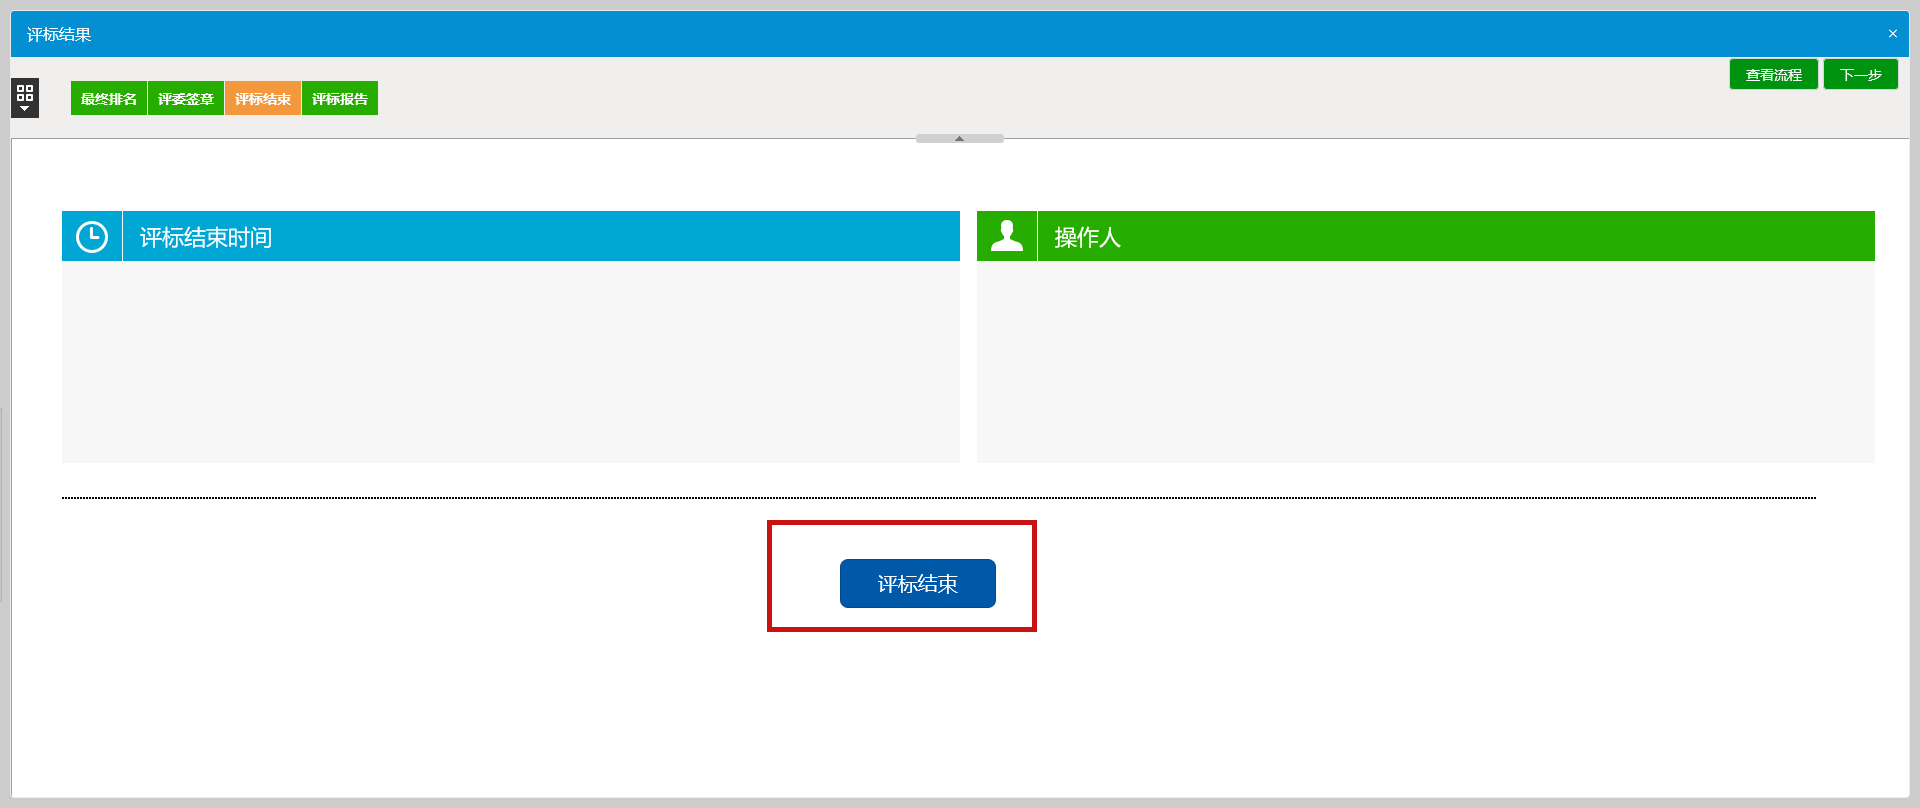 评标结果
×
查看流程 下一步
最终排名 评委签章 评标结束 评标报告
评标结束时间
操作人
评标结束